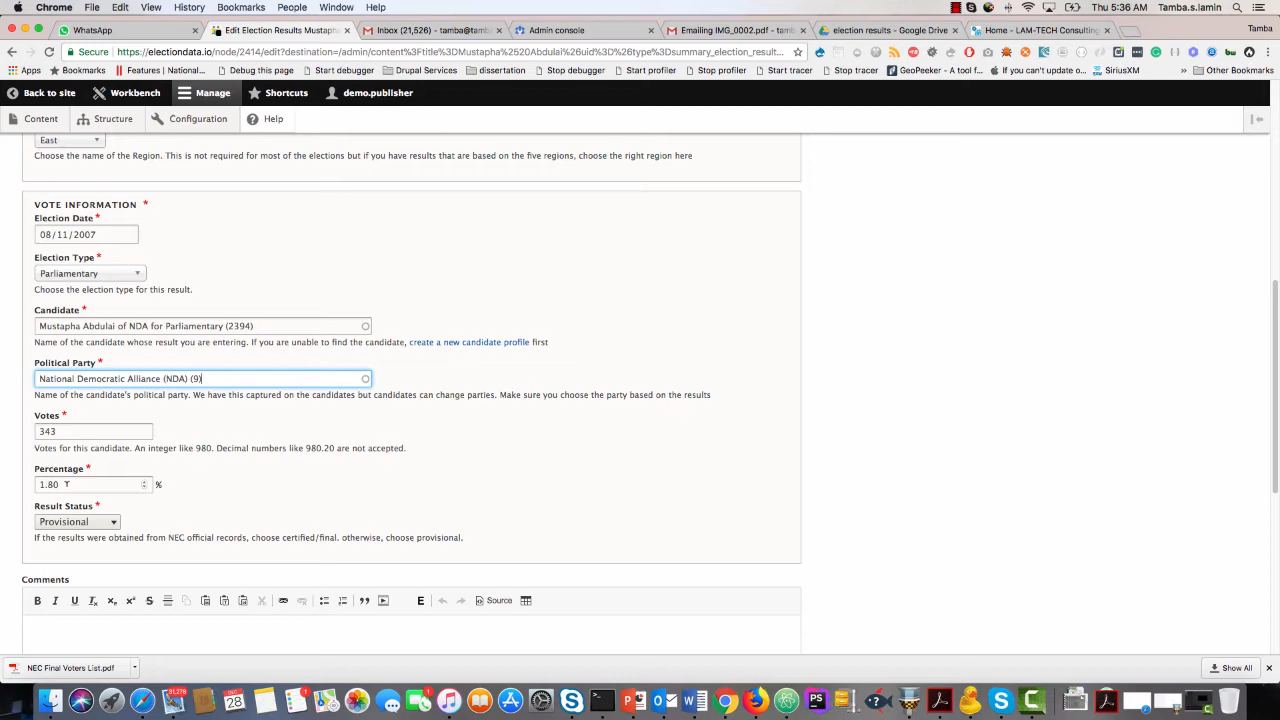 Chrome File Edit View History Bookmarks People Window Help Thu 5:36 AM Tamba.s.lamin
WhatsApp Edit Election Results Mustaph Inbox (21,526) - tamba@tamb Admin console Emailing IMG_0002.pdf - tamb election results - Google Drive Home - LAM-TECH Consulting Tamba
Secure https://electiondata.io/node/2414/edit?destination=admin/content%3Ftitle%3DMustapha%2520Abdulai%26uid%3D%26type%3Dsummary_election_result...
Apps Bookmarks Features | National... Debug this page Start debugger Drupal Services dissertation Stop debugger Start profiler Stop profiler Start tracer Stop tracer GeoPeeker - A tool f... If you can't update o... SiriusXM Other Bookmarks
Back to site Workbench Manage Shortcuts demo.publisher
Content Structure Configuration Help
East
Choose the name of the Region. This is not required for most of the elections but if you have results that are based on the five regions, choose the right region here
VOTE INFORMATION *
Election Date *
08/11/2007
Election Type *
Parliamentary
Choose the election type for this result.
Candidate *
Mustapha Abdulai of NDA for Parliamentary (2394)
Name of the candidate whose result you are entering. If you are unable to find the candidate, create a new candidate profile first
Political Party *
National Democratic Alliance (NDA) (9)
Name of the candidate's political party. We have this captured on the candidates but candidates can change parties. Make sure you choose the party based on the results
Votes *
343
Votes for this candidate. An integer like 980. Decimal numbers like 980.20 are not accepted.
Percentage *
1.80 %
Result Status *
Provisional
If the results were obtained from NEC official records, choose certified/final. otherwise, choose provisional.
Comments
B I U Tx x₂ x² S E Source
NEC Final Voters List.pdf Show All
31,278 DEC 28 1 1 PS